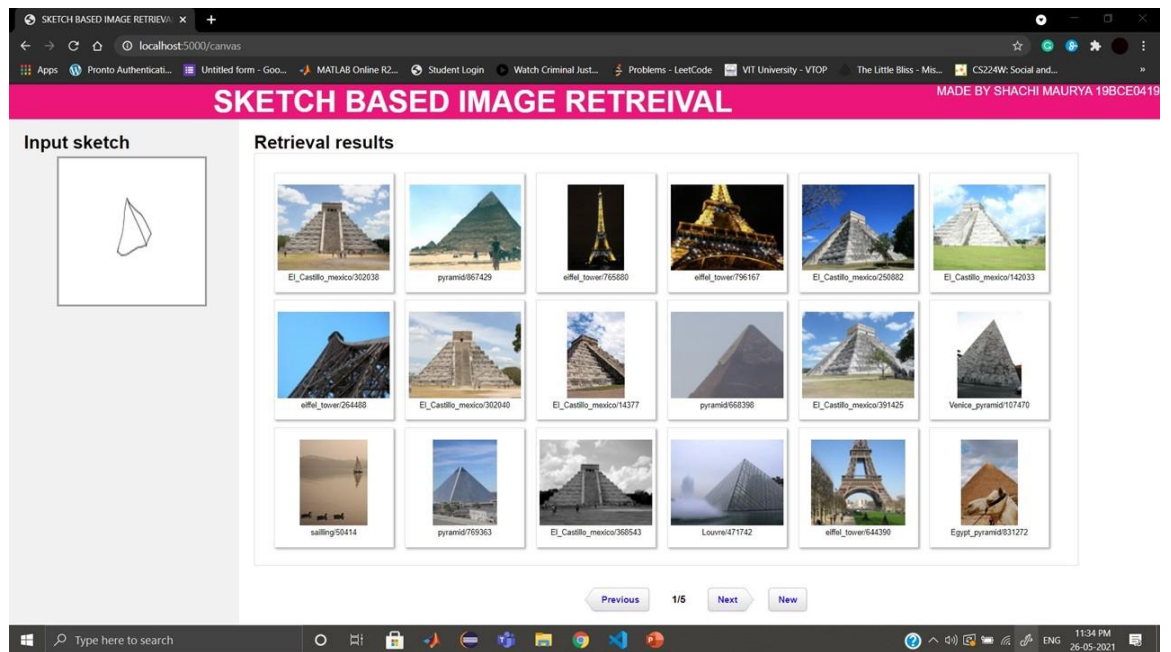 SKETCH BASED IMAGE RETRIEVA
localhost:5000/canvas
Apps Pronto Authenticati... Untitled form - Goo... MATLAB Online R2... Student Login Watch Criminal Just... Problems - LeetCode VIT University - VTOP The Little Bliss - Mis... CS224W: Social and... »
SKETCH BASED IMAGE RETREIVAL
MADE BY SHACHI MAURYA 19BCE0419
Input sketch
Retrieval results
El_Castillo_mexico/302038 pyramid/867429 eiffel_tower/765880 eiffel_tower/796167 El_Castillo_mexico/250882 El_Castillo_mexico/142033
eiffel_tower/264488 El_Castillo_mexico/302040 El_Castillo_mexico/14377 pyramid/668398 El_Castillo_mexico/391425 Venice_pyramid/107470
sailling/50414 pyramid/769363 El_Castillo_mexico/368543 Louvre/471742 eiffel_tower/644390 Egypt_pyramid/831272
Previous 1/5 Next New
Type here to search
ENG
11:34 PM
26-05-2021